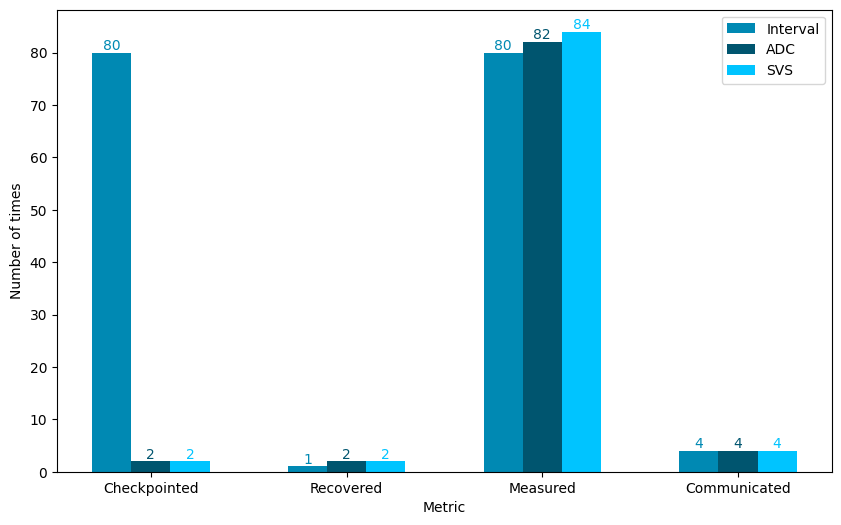 80
2
2
1
2
2
80
82
84
4
4
4
Interval
ADC
SVS
Number of times
80
70
60
50
40
30
20
10
0
Checkpointed
Recovered
Measured
Communicated
Metric